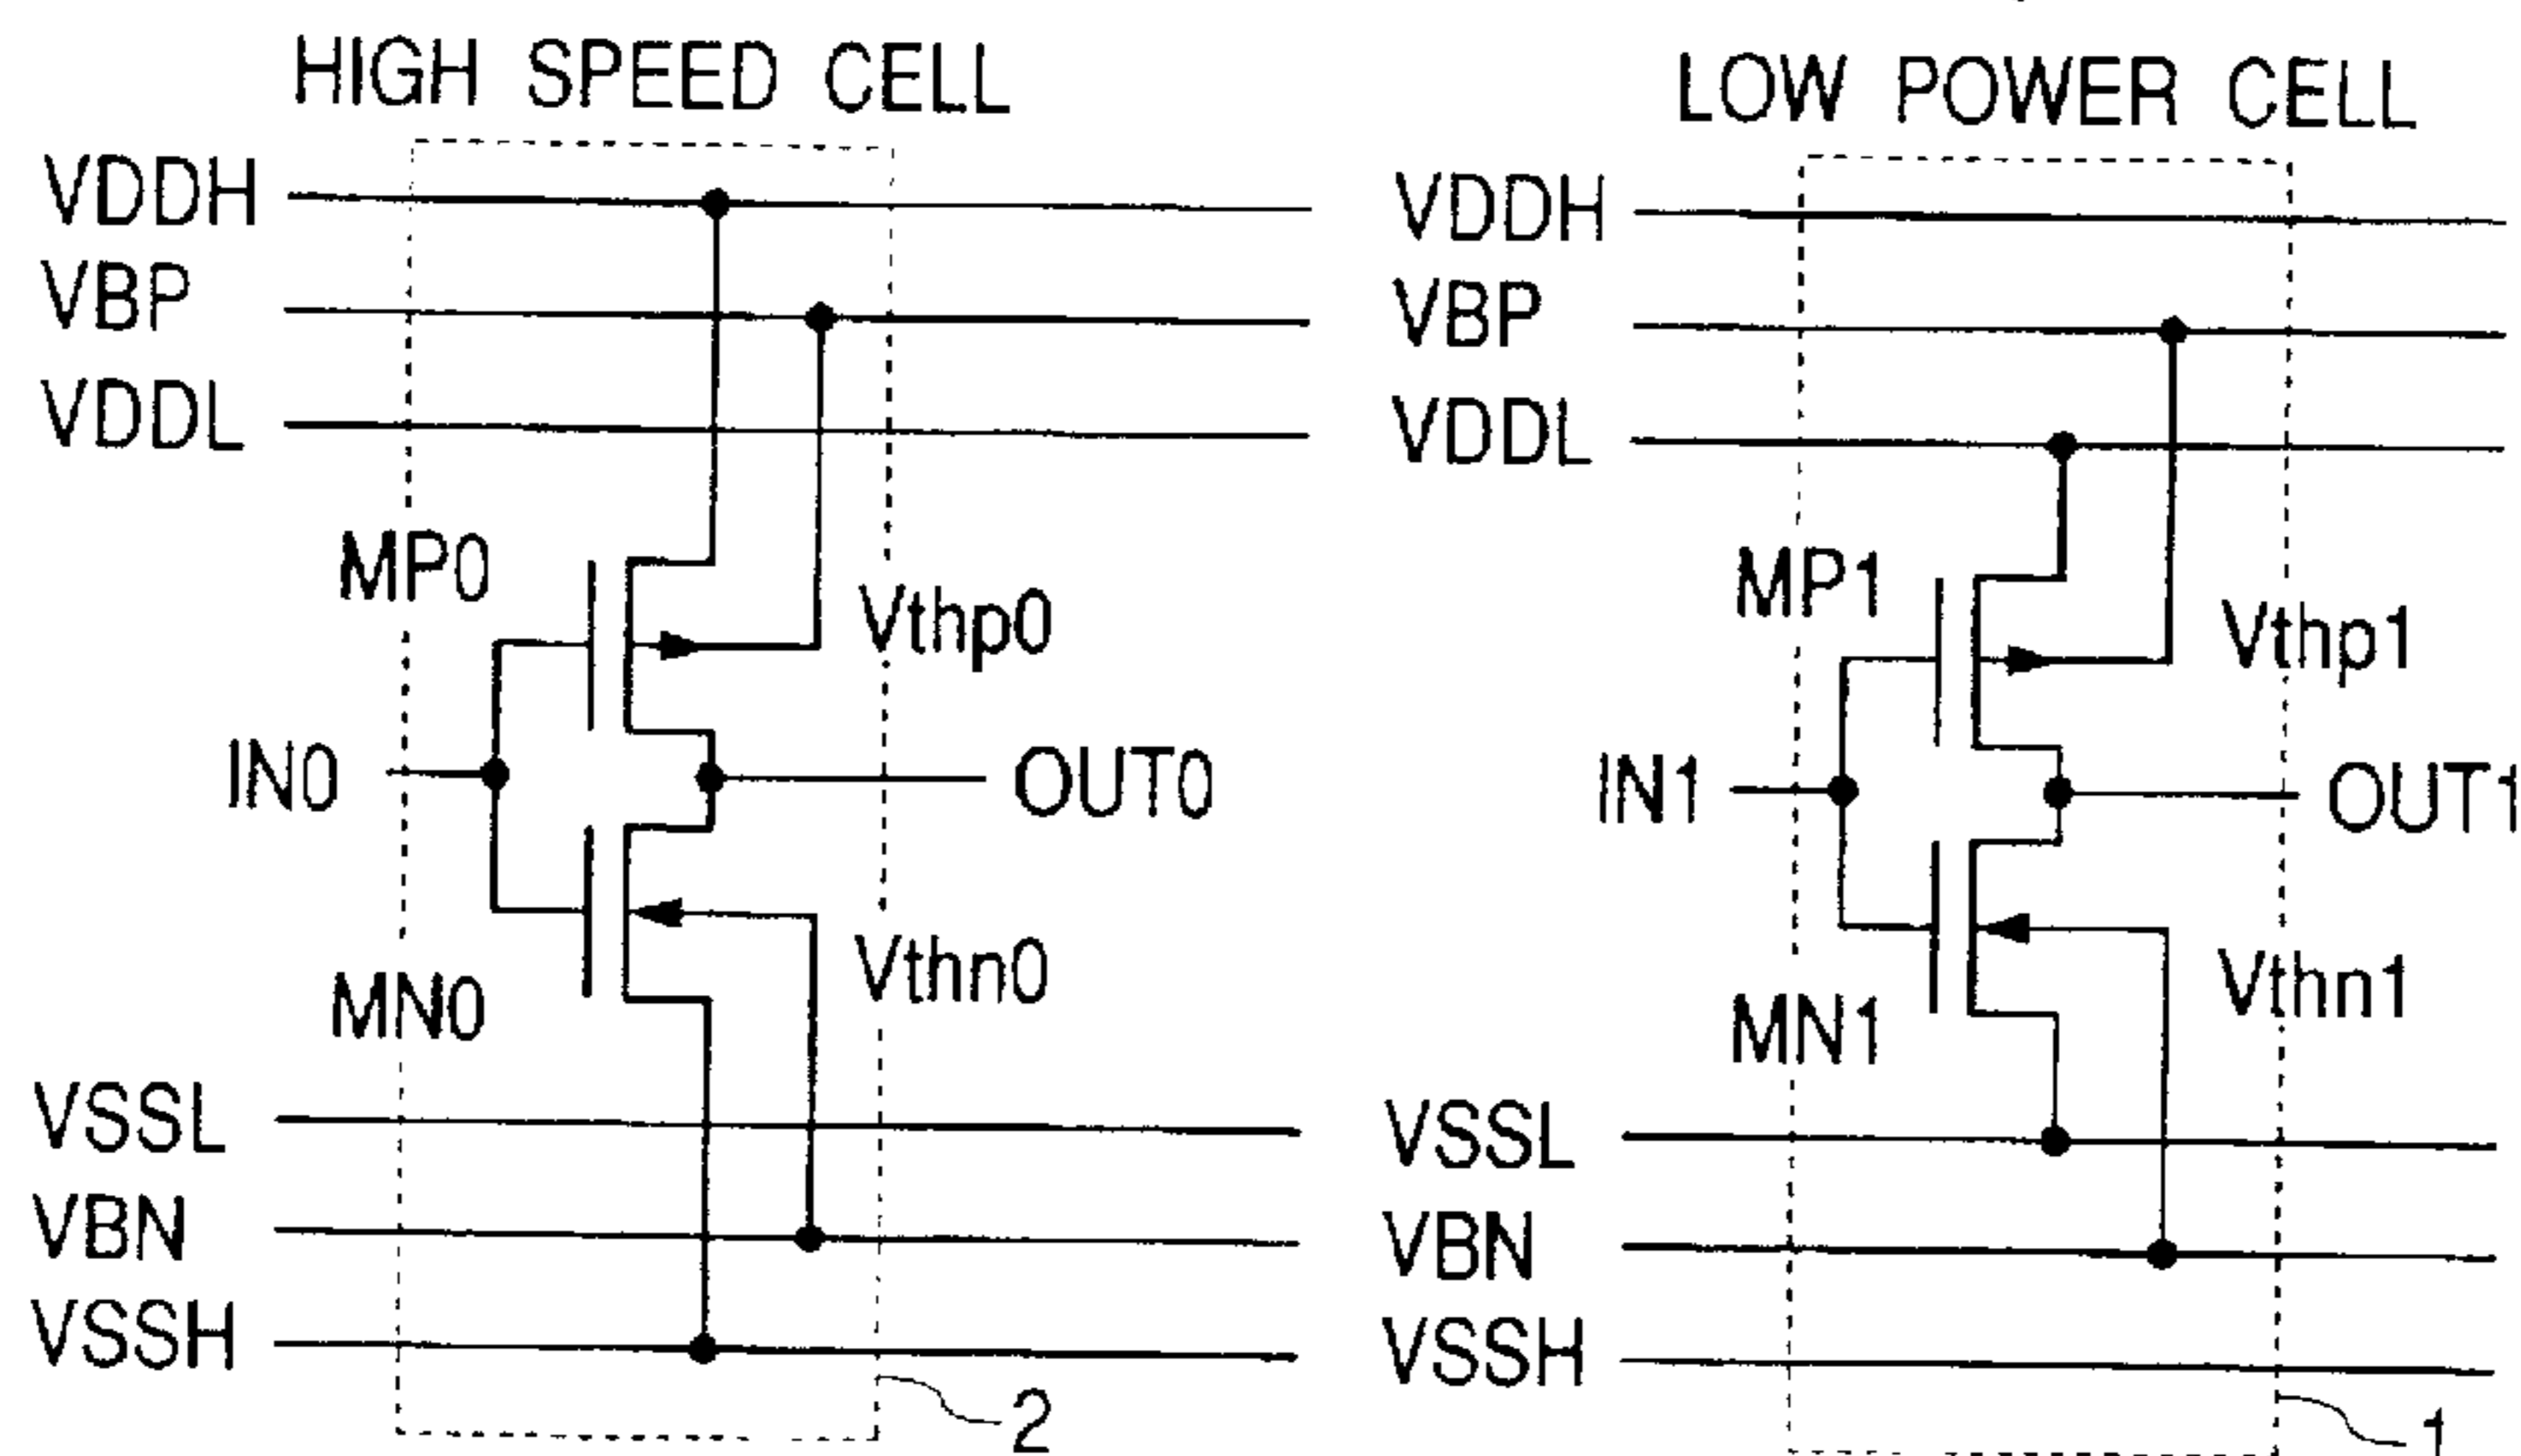 HIGH SPEED CELL
VDDH
VBP
VDDL
MP0
Vthp0
IN0
OUT0
MN0
Vthn0
VSSL
VBN
VSSH
2
LOW POWER CELL
VDDH
VBP
VDDL
MP1
Vthp1
IN1
OUT1
MN1
Vthn1
VSSL
VBN
VSSH
1